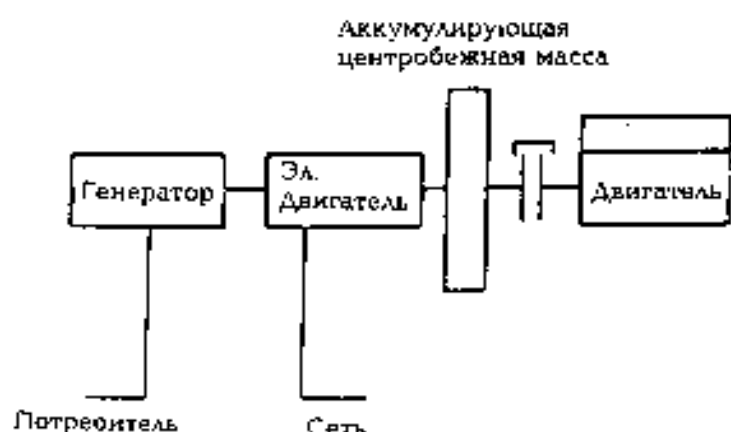 Аккумулирующая
центробежная масса
Генератор
Эл.
Двигатель
Двигатель
Потребитель
Сеть